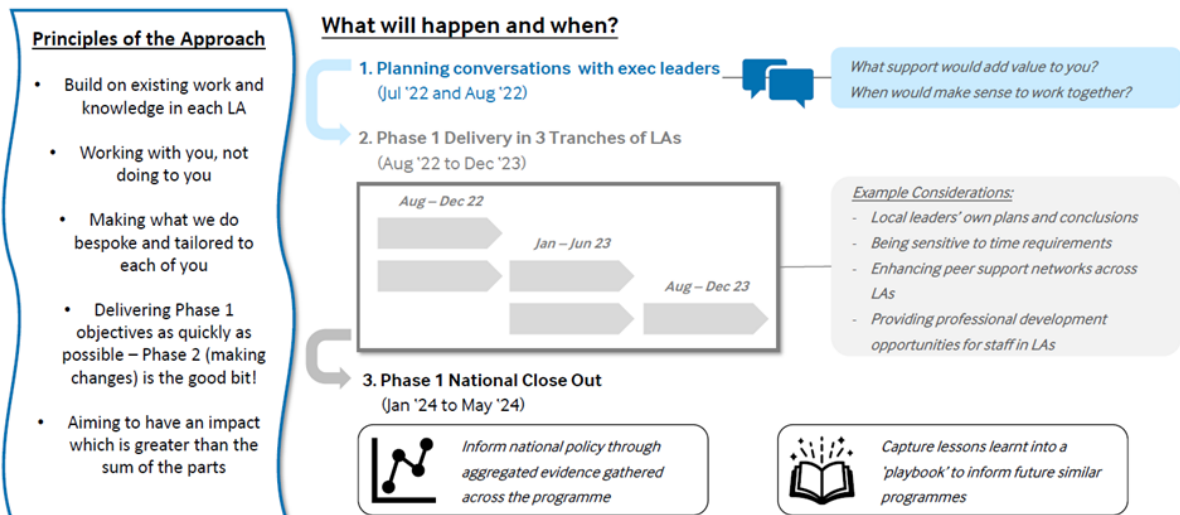 Principles of the Approach
• Build on existing work and
knowledge in each LA
• Working with you, not
doing to you
• Making what we do
bespoke and tailored to
each of you
• Delivering Phase 1
objectives as quickly as
possible – Phase 2 (making
changes) is the good bit!
• Aiming to have an impact
which is greater than the
sum of the parts
What will happen and when?
1. Planning conversations with exec leaders
(Jul '22 and Aug '22)
What support would add value to you?
When would make sense to work together?
2. Phase 1 Delivery in 3 Tranches of LAs
(Aug '22 to Dec '23)
Aug – Dec 22
Jan – Jun 23
Aug – Dec 23
Example Considerations:
- Local leaders' own plans and conclusions
- Being sensitive to time requirements
- Enhancing peer support networks across
LAs
- Providing professional development
opportunities for staff in LAs
3. Phase 1 National Close Out
(Jan '24 to May '24)
Inform national policy through
aggregated evidence gathered
across the programme
Capture lessons learnt into a
'playbook' to inform future similar
programmes